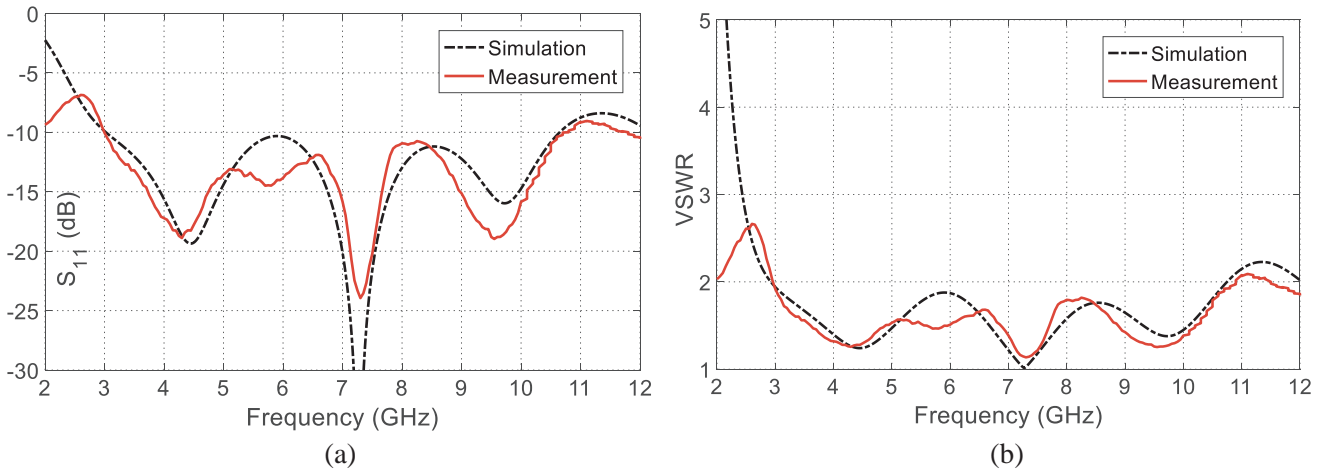 0
-5
-10
-15
-20
-25
-30
S11 (dB)
Simulation
Measurement
2 3 4 5 6 7 8 9 10 11 12
Frequency (GHz)
(a)
5
4
3
2
1
VSWR
Simulation
Measurement
2 3 4 5 6 7 8 9 10 11 12
Frequency (GHz)
(b)